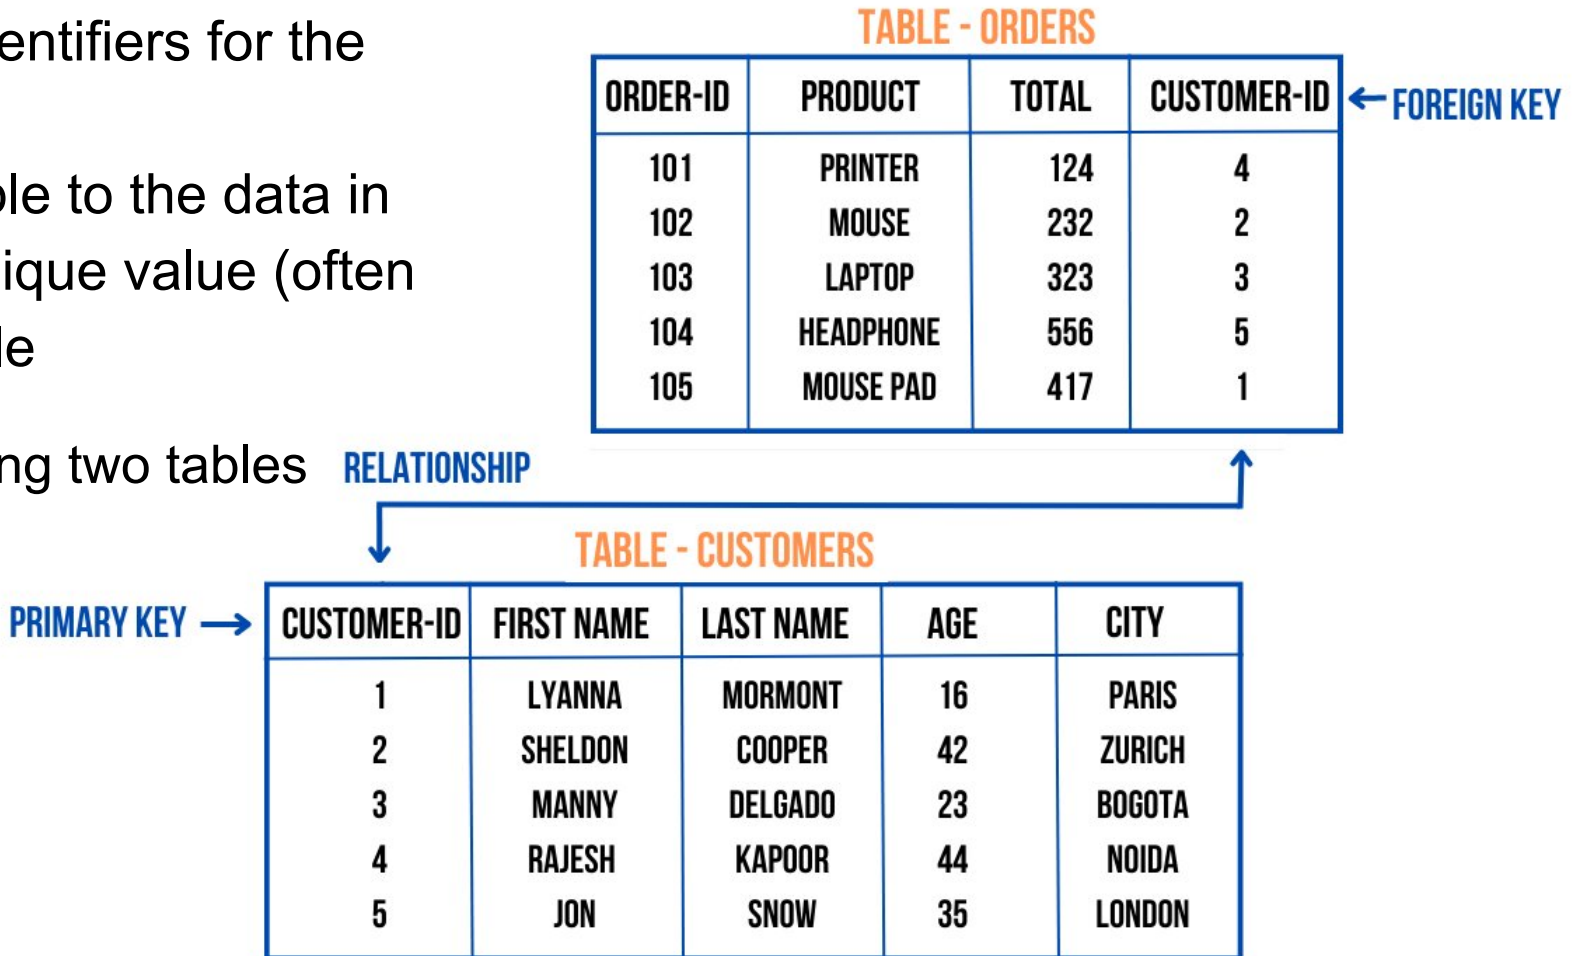 entifiers for the
ble to the data in
ique value (often
le
ng two tables
TABLE - ORDERS
ORDER-ID PRODUCT TOTAL CUSTOMER-ID
FOREIGN KEY
101 PRINTER 124 4
102 MOUSE 232 2
103 LAPTOP 323 3
104 HEADPHONE 556 5
105 MOUSE PAD 417 1
RELATIONSHIP
TABLE - CUSTOMERS
PRIMARY KEY
CUSTOMER-ID FIRST NAME LAST NAME AGE CITY
1 LYANNA MORMONT 16 PARIS
2 SHELDON COOPER 42 ZURICH
3 MANNY DELGADO 23 BOGOTA
4 RAJESH KAPOOR 44 NOIDA
5 JON SNOW 35 LONDON